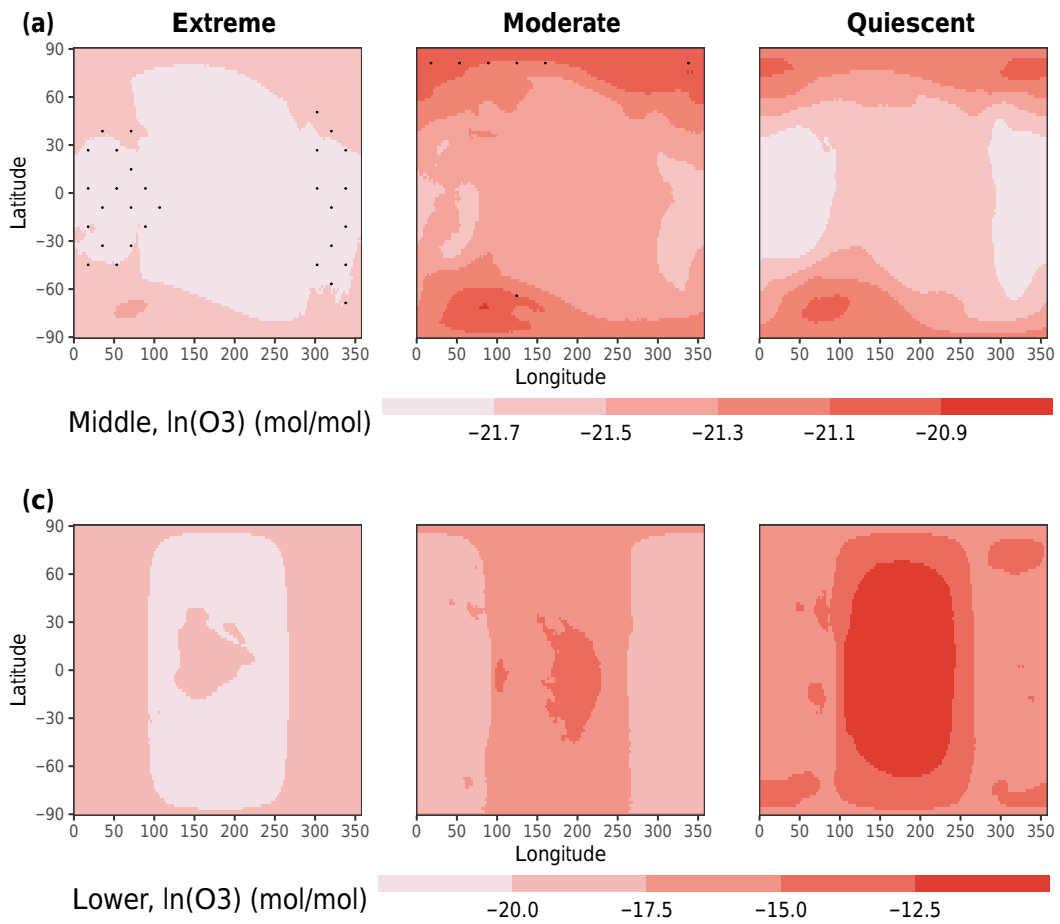 (a) Extreme Moderate Quiescent
Latitude
90
60
30
0
−30
−60
−90
0 50 100 150 200 250 300 350 0 50 100 150 200 250 300 350 0 50 100 150 200 250 300 350
Longitude
Middle, ln(O3) (mol/mol)
−21.7 −21.5 −21.3 −21.1 −20.9
(c)
Latitude
90
60
30
0
−30
−60
−90
0 50 100 150 200 250 300 350 0 50 100 150 200 250 300 350 0 50 100 150 200 250 300 350
Longitude
Lower, ln(O3) (mol/mol)
−20.0 −17.5 −15.0 −12.5